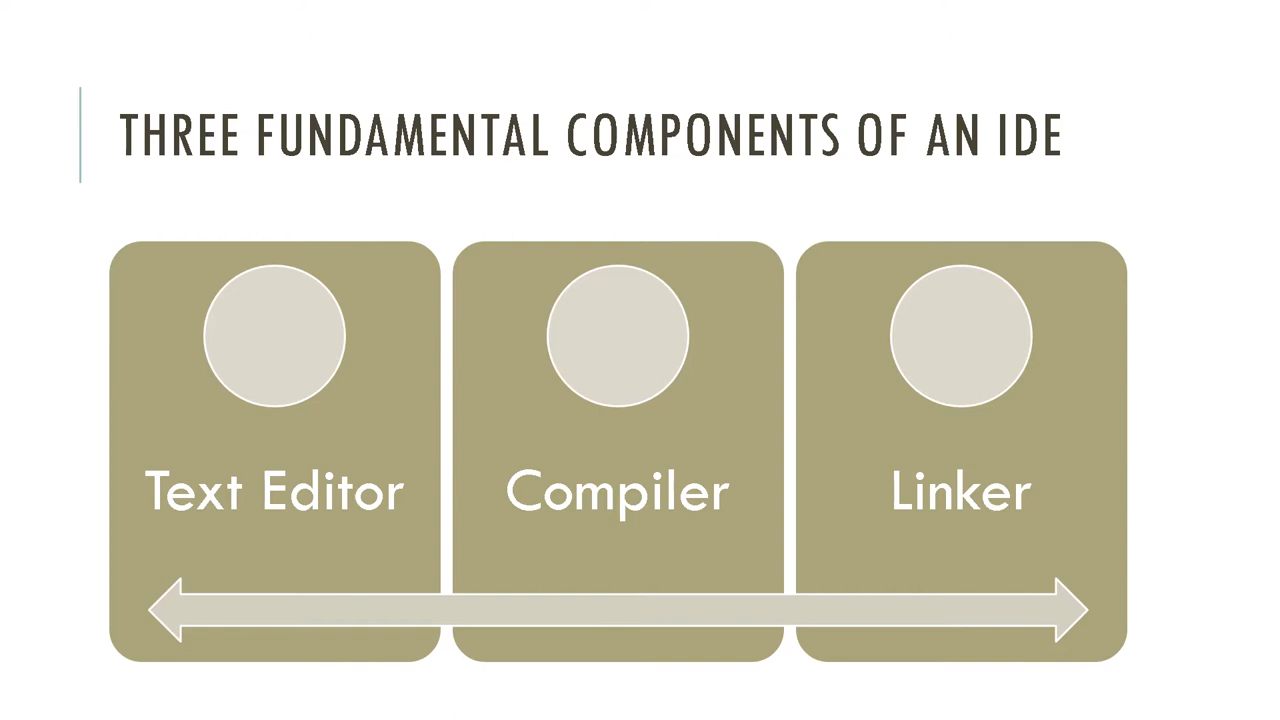 THREE FUNDAMENTAL COMPONENTS OF AN IDE
Text Editor
Compiler
Linker